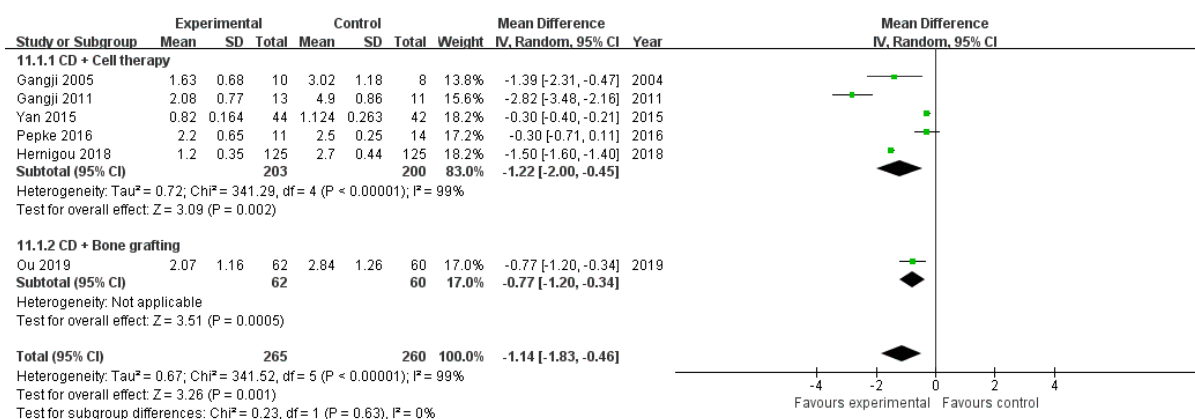 Experimental Control Mean Difference Mean Difference
Study or Subgroup Mean SD Total Mean SD Total Weight IV, Random, 95% CI Year IV, Random, 95% CI
11.1.1 CD + Cell therapy
Gangji 2005 1.63 0.68 10 3.02 1.18 8 13.8% -1.39 [-2.31, -0.47] 2004
Gangji 2011 2.08 0.77 13 4.9 0.86 11 15.6% -2.82 [-3.48, -2.16] 2011
Yan 2015 0.82 0.164 44 1.124 0.263 42 18.2% -0.30 [-0.40, -0.21] 2015
Pepke 2016 2.2 0.65 11 2.5 0.25 14 17.2% -0.30 [-0.71, 0.11] 2016
Hernigou 2018 1.2 0.35 125 2.7 0.44 125 18.2% -1.50 [-1.60, -1.40] 2018
Subtotal (95% CI) 203 200 83.0% -1.22 [-2.00, -0.45]
Heterogeneity: Tau² = 0.72; Chi² = 341.29, df = 4 (P < 0.00001); I² = 99%
Test for overall effect: Z = 3.09 (P = 0.002)
11.1.2 CD + Bone grafting
Ou 2019 2.07 1.16 62 2.84 1.26 60 17.0% -0.77 [-1.20, -0.34] 2019
Subtotal (95% CI) 62 60 17.0% -0.77 [-1.20, -0.34]
Heterogeneity: Not applicable
Test for overall effect: Z = 3.51 (P = 0.0005)
Total (95% CI) 265 260 100.0% -1.14 [-1.83, -0.46]
Heterogeneity: Tau² = 0.67; Chi² = 341.52, df = 5 (P < 0.00001); I² = 99%
Test for overall effect: Z = 3.26 (P = 0.001)
Test for subgroup differences: Chi² = 0.23, df = 1 (P = 0.63), I² = 0%
-4 -2 0 2 4
Favours experimental Favours control